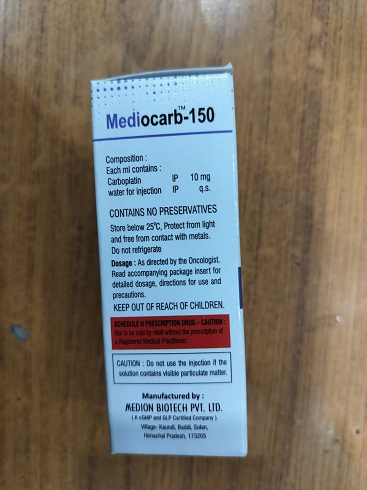 Mediocarb™-150
Composition :
Each ml contains :
Carboplatin IP 10 mg
water for injection IP q.s.
CONTAINS NO PRESERVATIVES
Store below 25°C, Protect from light
and free from contact with metals.
Do not refrigerate
Dosage : As directed by the Oncologist.
Read accompanying package insert for
detailed dosage, directions for use and
precautions.
KEEP OUT OF REACH OF CHILDREN.
SCHEDULE H PRESCRIPTION DRUG – CAUTION :
Not to be sold by retail without the prescription of
a Registered Medical Practitioner.
CAUTION : Do not use the injection if the
solution contains visible particulate matter.
Manufactured by :
MEDION BIOTECH PVT. LTD.
( A cGMP and GLP Certified Company )
Village- Kaundi, Baddi, Solan,
Himachal Pradesh, 173205